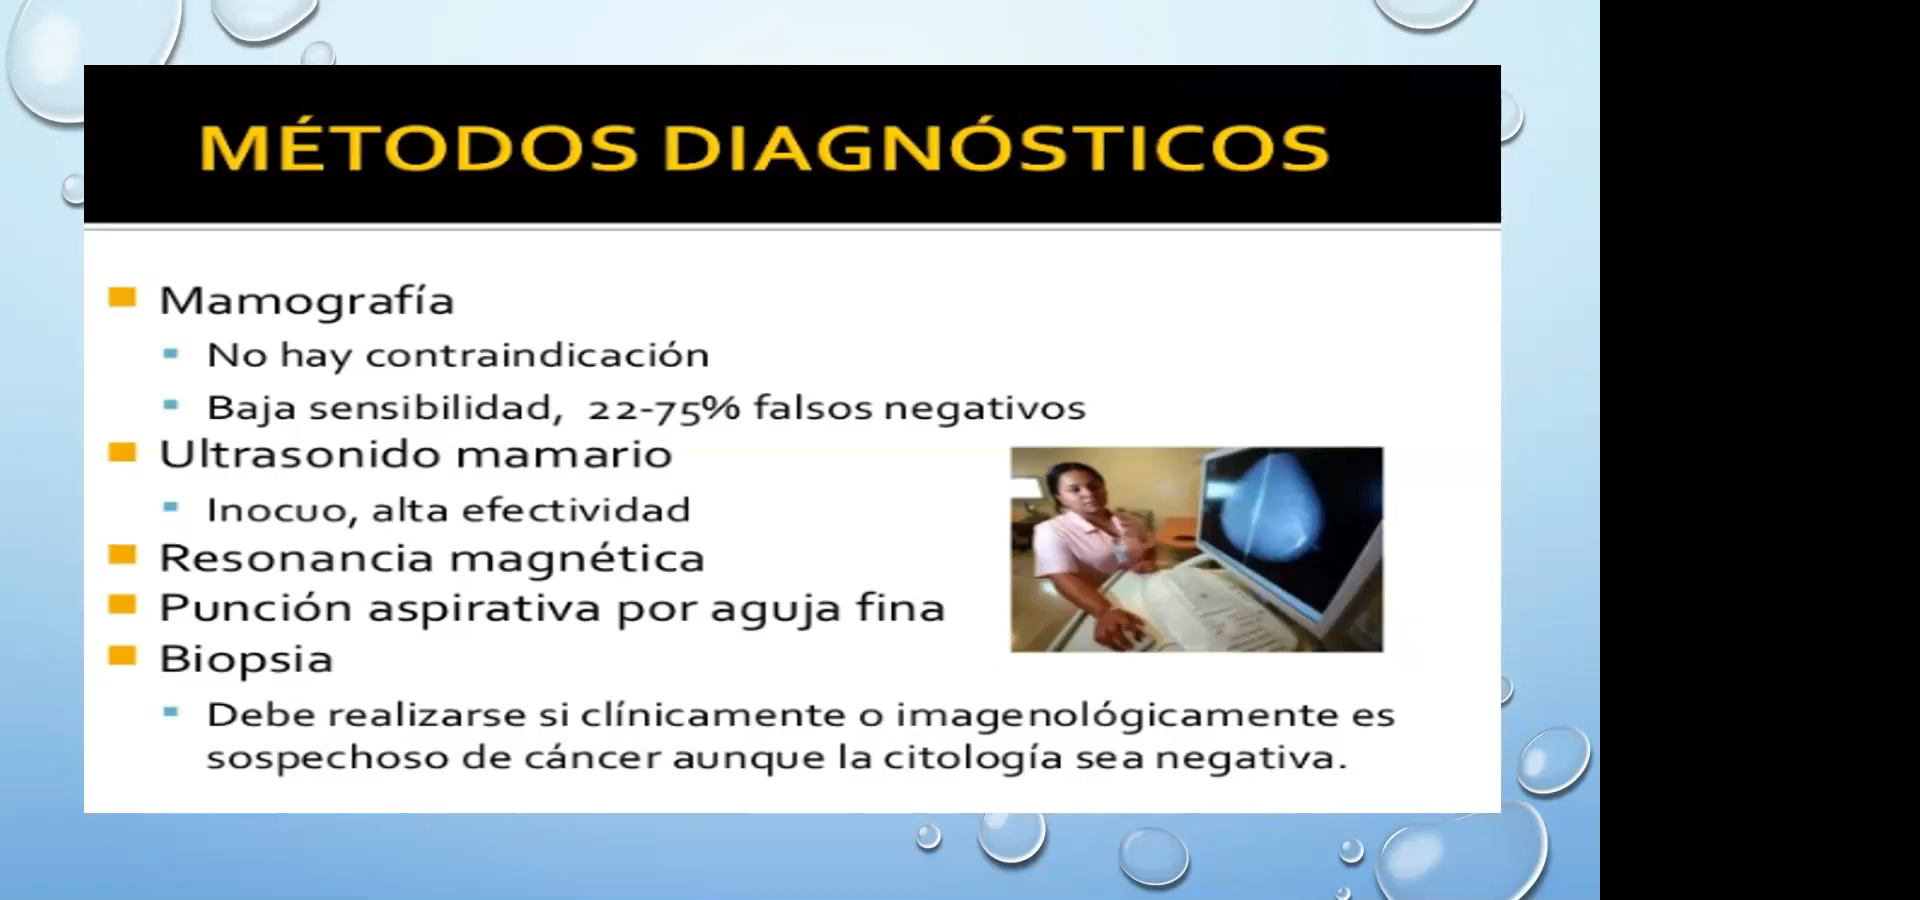 MÉTODOS DIAGNÓSTICOS
Mamografía
No hay contraindicación
Baja sensibilidad, 22-75% falsos negativos
Ultrasonido mamario
Inocuo, alta efectividad
Resonancia magnética
Punción aspirativa por aguja fina
Biopsia
Debe realizarse si clínicamente o imagenológicamente es
sospechoso de cáncer aunque la citología sea negativa.